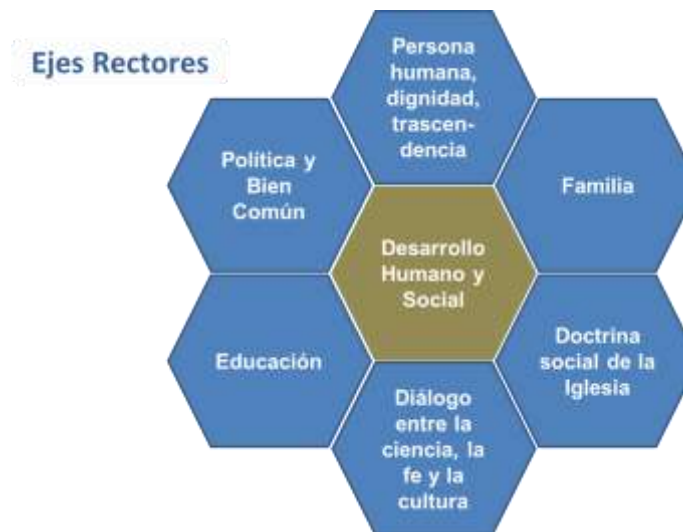 Ejes Rectores
Persona
humana,
dignidad,
trascen-
dencia
Política y
Bien
Común
Familia
Desarrollo
Humano y
Social
Educación
Doctrina
social de la
Iglesia
Diálogo
entre la
ciencia, la
fe y la
cultura